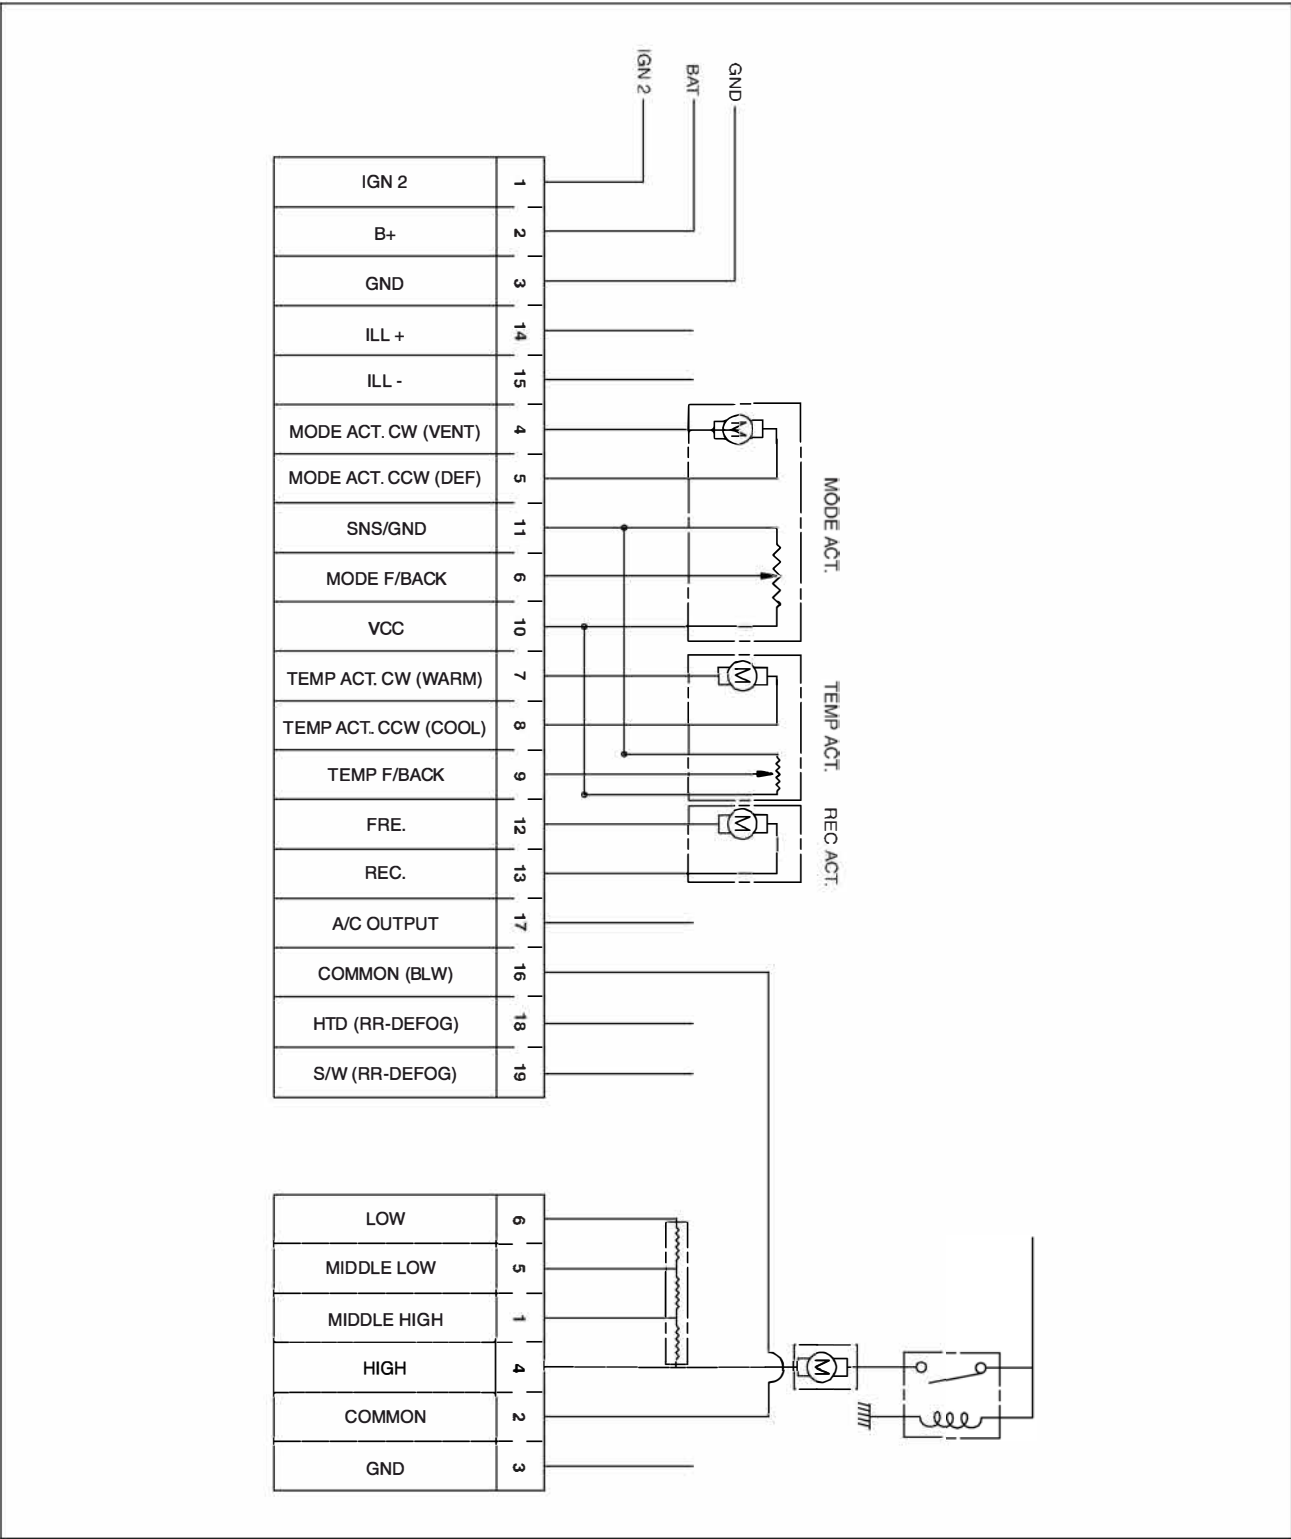 IGN 2
BAT
GND
IGN 2 1
B+ 2
GND 3
ILL + 14
ILL - 15
MODE ACT. CW (VENT) 4
M
MODE ACT. CCW (DEF) 5
MODE ACT.
SNS/GND 11
MODE F/BACK 6
VCC 10
TEMP ACT. CW (WARM) 7
M
TEMP ACT. CCW (COOL) 8
TEMP ACT.
TEMP F/BACK 9
FRE. 12
M
REC ACT.
REC. 13
A/C OUTPUT 17
COMMON (BLW) 16
HTD (RR-DEFOG) 18
S/W (RR-DEFOG) 19
LOW 6
MIDDLE LOW 5
MIDDLE HIGH 1
HIGH 4
M
COMMON 2
GND 3